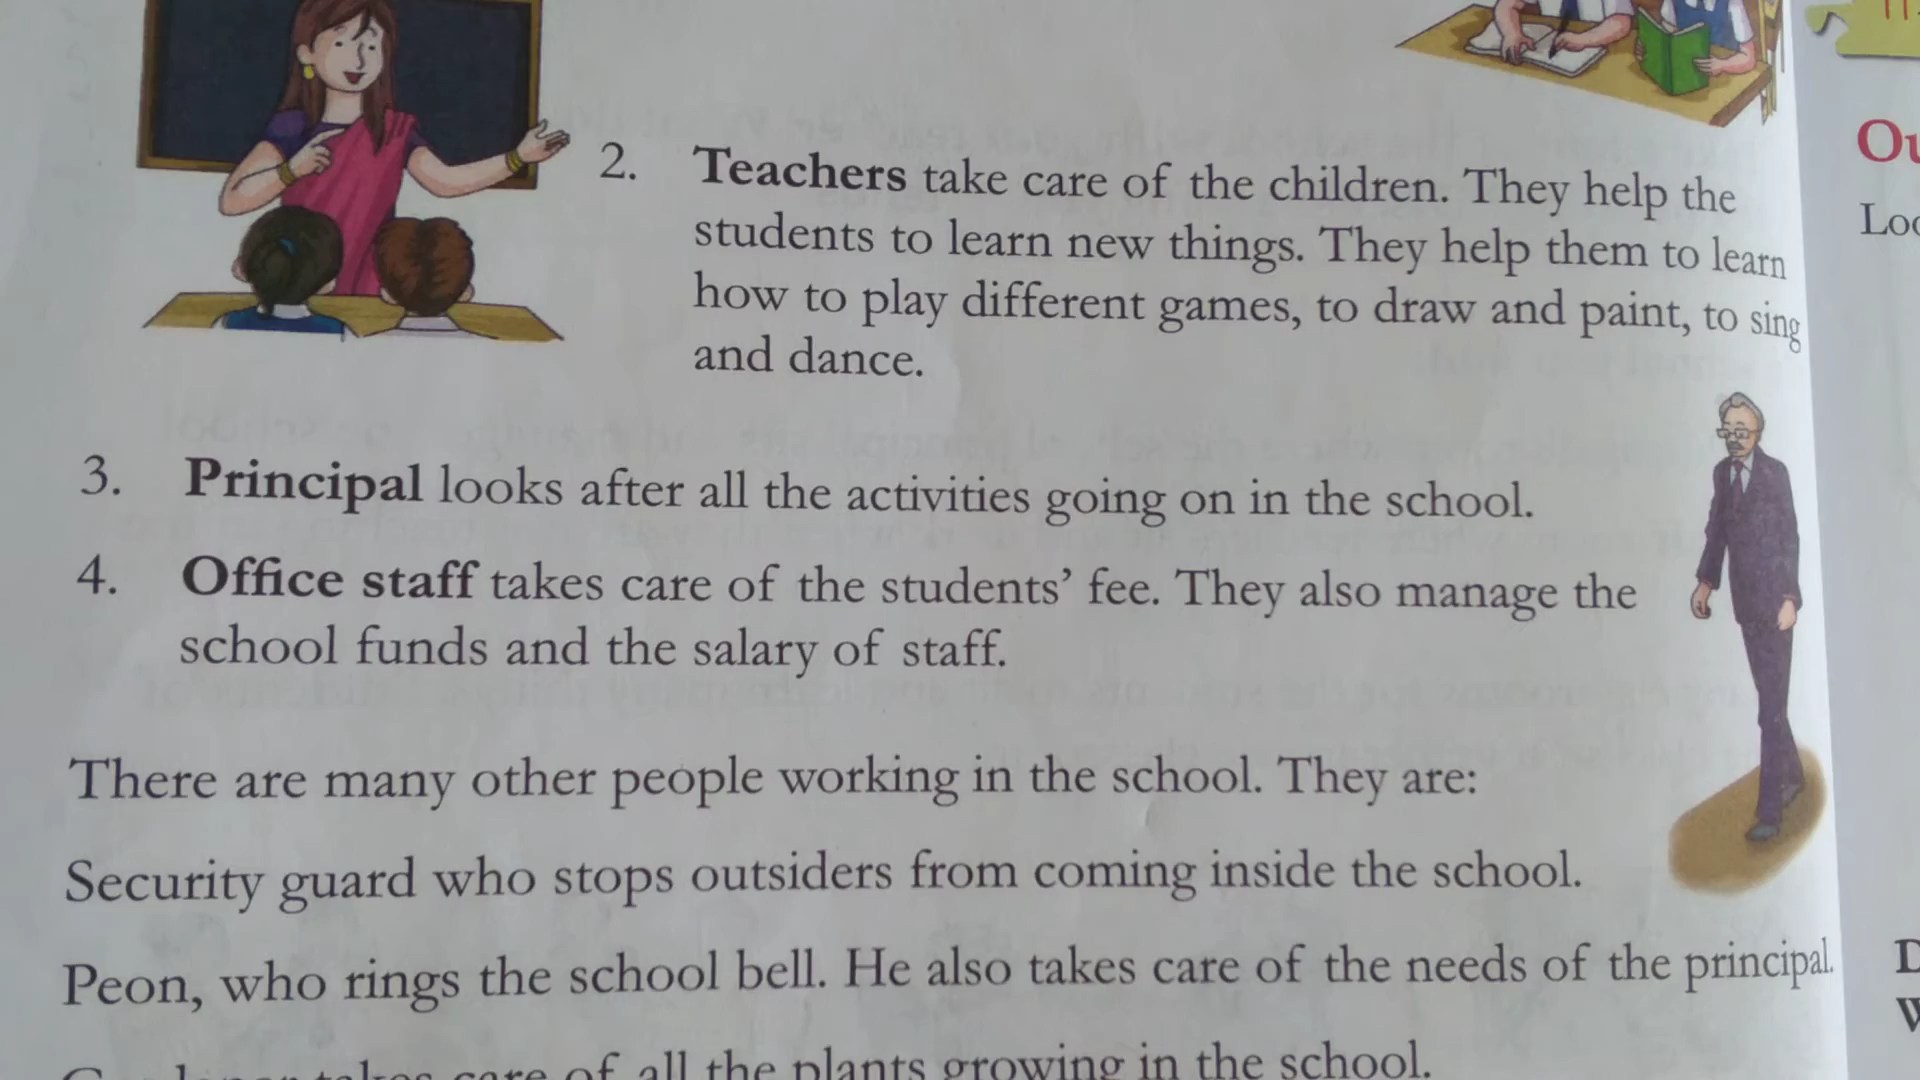 2. Teachers take care of the children. They help the
students to learn new things. They help them to learn
how to play different games, to draw and paint, to sing
and dance.
3. Principal looks after all the activities going on in the school.
4. Office staff takes care of the students’ fee. They also manage the
school funds and the salary of staff.
There are many other people working in the school. They are:
Security guard who stops outsiders from coming inside the school.
Peon, who rings the school bell. He also takes care of the needs of the principal.
takes care of all the plants growing in the school.